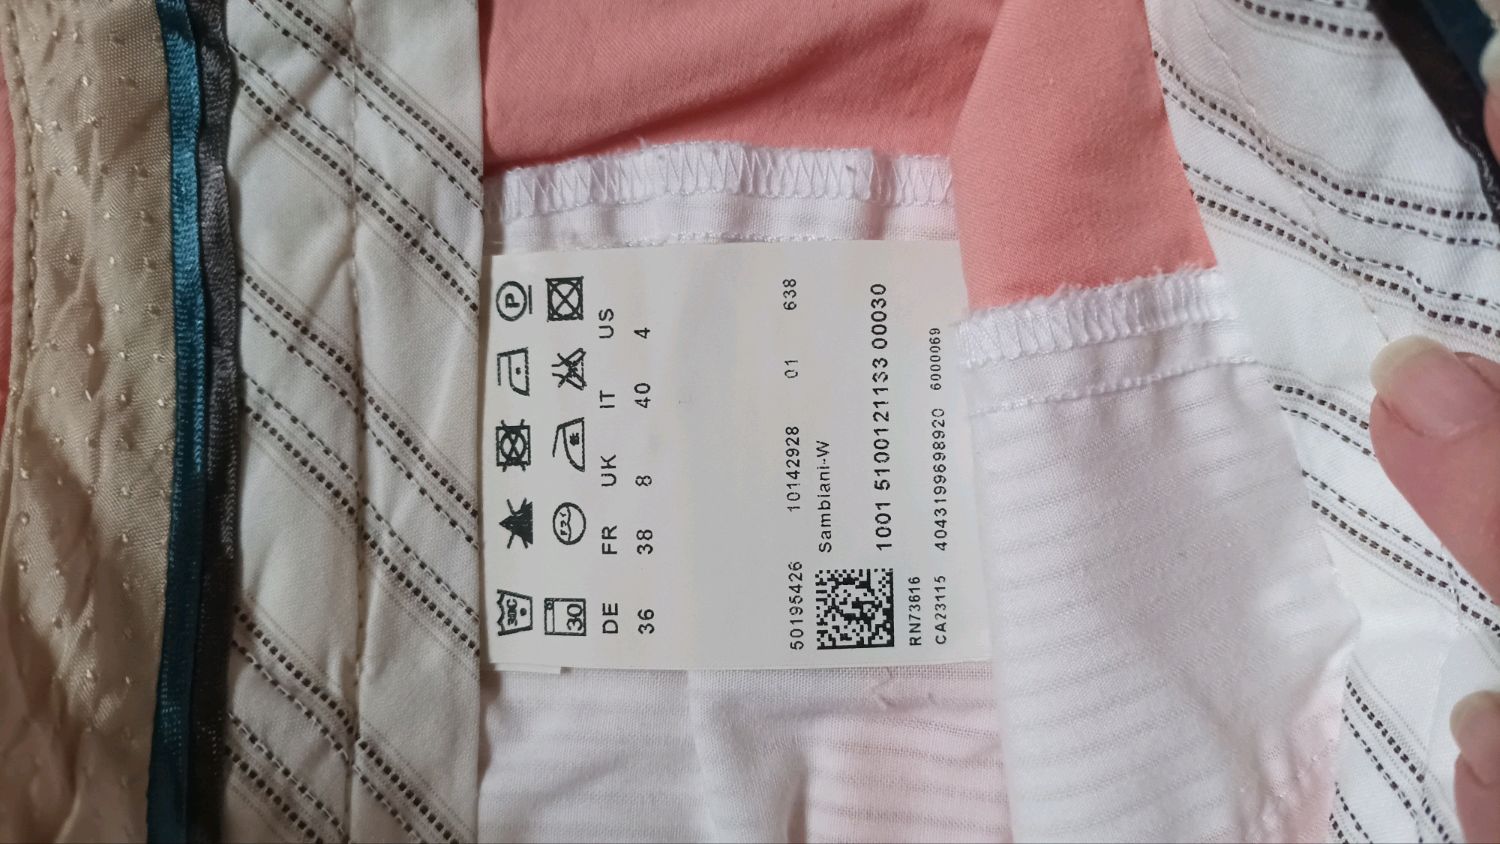 30C P
30
DE FR UK IT US
36 38 8 40 4
50195426 10142928 01 638
Sambiani-W
1001 5100121133 00030
RN73616
CA23115 4043199698920 6000069